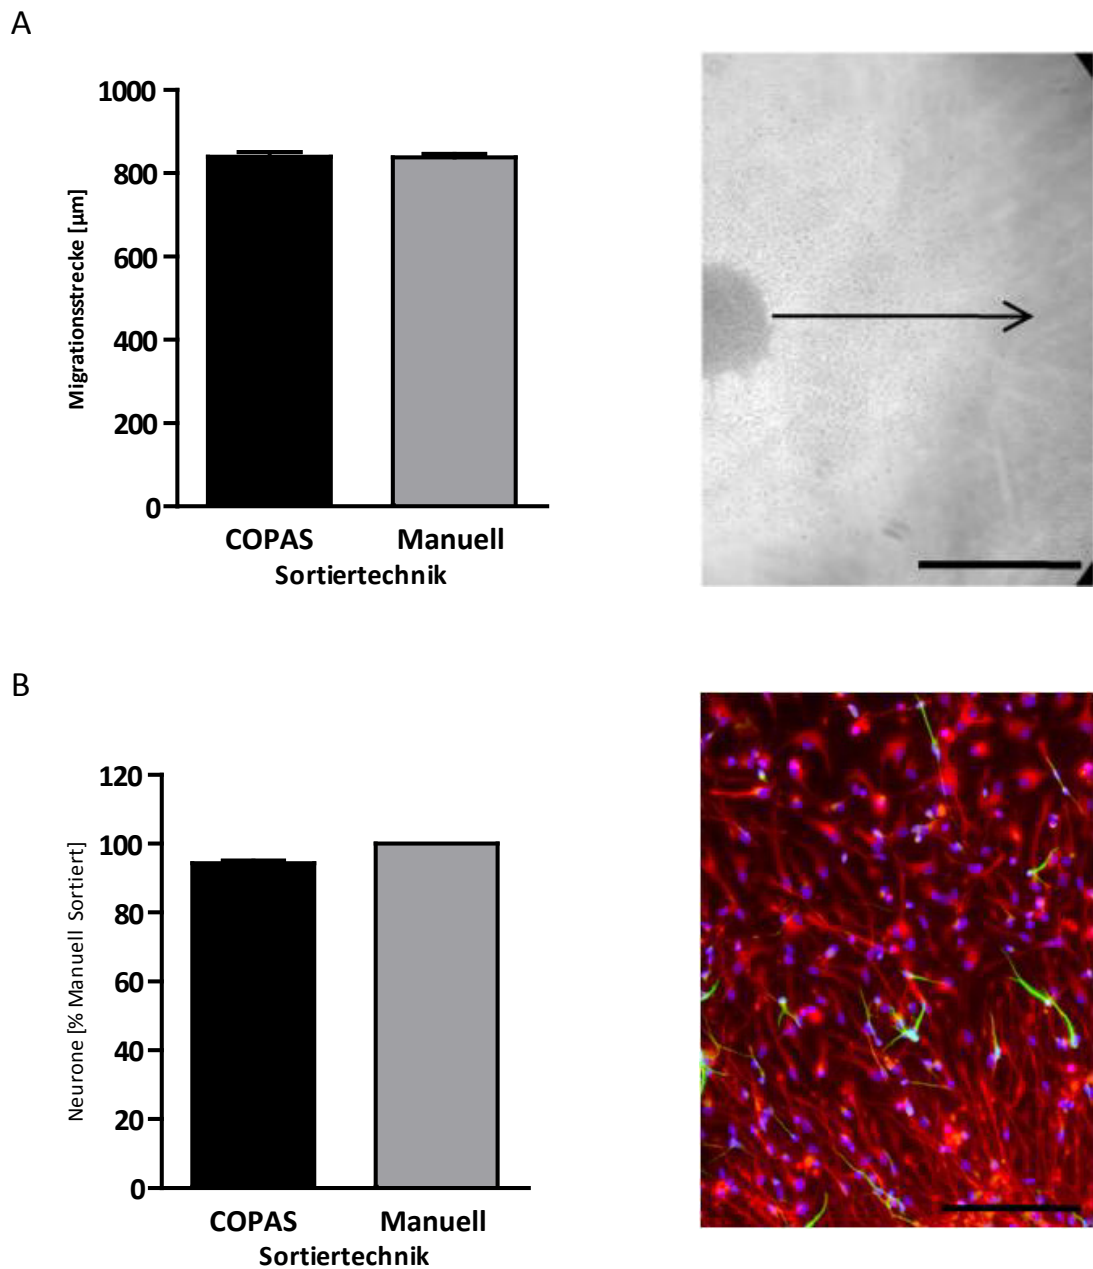 A
1000
800
600
400
200
0
Migrationsstrecke [µm]
COPAS Manuell
Sortiertechnik
B
120
100
80
60
40
20
0
Neurone [% Manuell Sortiert]
COPAS Manuell
Sortiertechnik